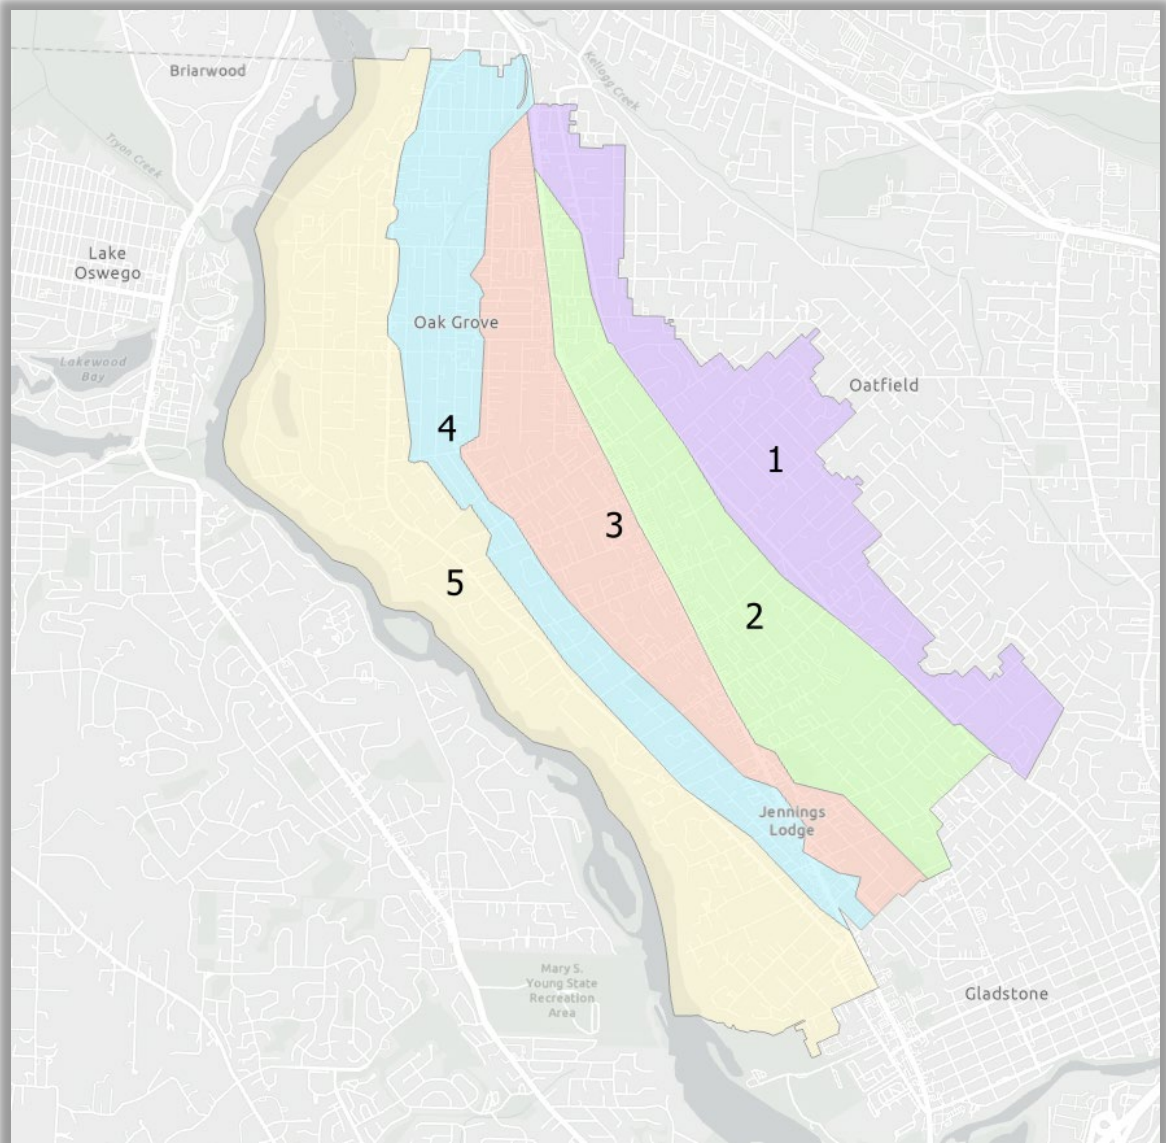 Briarwood
Kellogg Creek
Tryon Creek
Lake
Oswego
Oak Grove
Lakewood
Bay
Oatfield
4
1
3
5
2
Jennings
Lodge
Mary S.
Young State
Recreation
Area
Gladstone